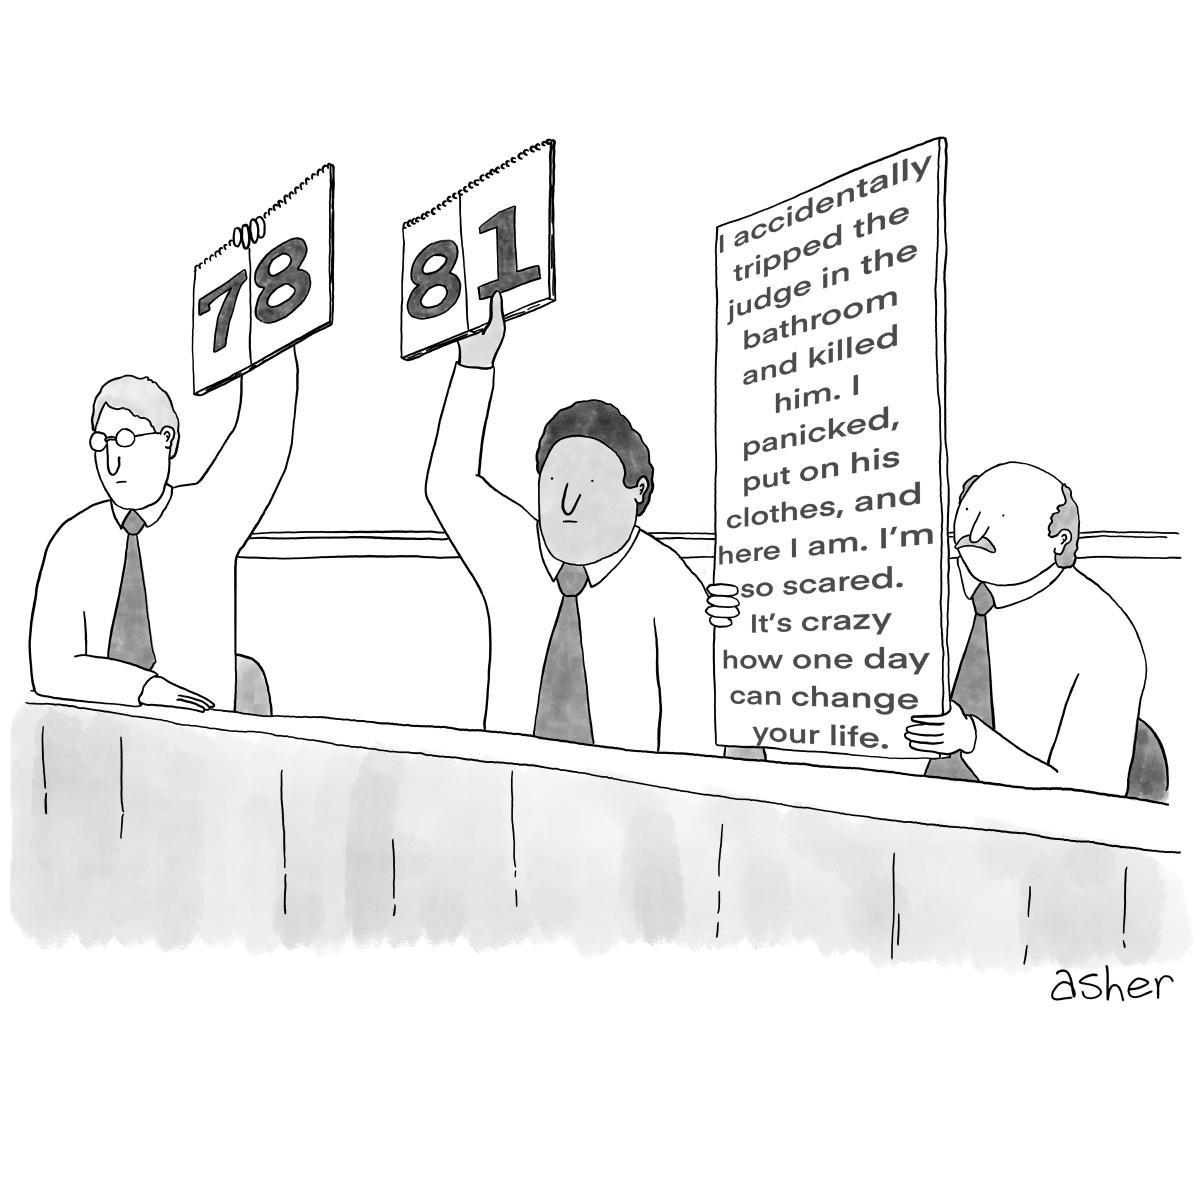 78
81
I accidentally
tripped the
judge in the
bathroom
and killed
him. I
panicked,
put on his
clothes, and
here I am. I’m
so scared.
It’s crazy
how one day
can change
your life.
asher